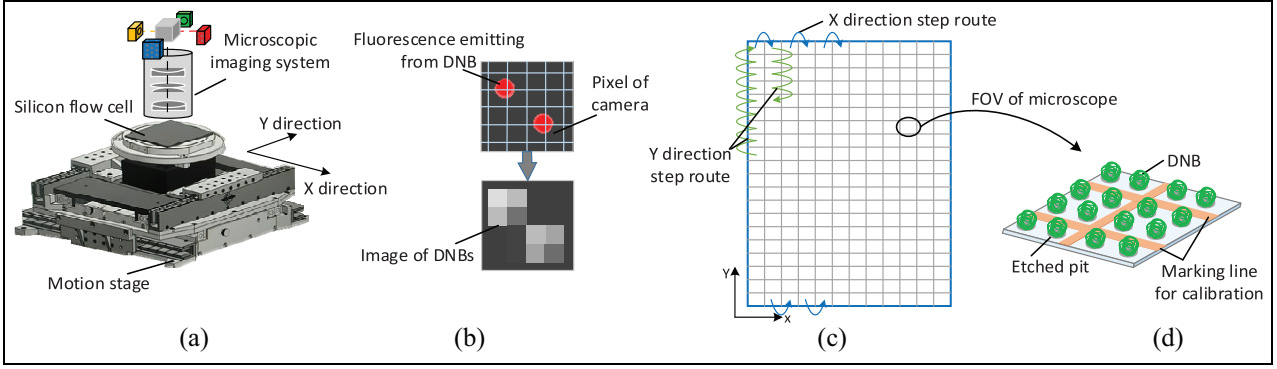 Microscopic
imaging system
Silicon flow cell
Y direction
X direction
Motion stage
(a)
Fluorescence emitting
from DNB
Pixel of
camera
Image of DNBs
(b)
X direction step route
Y direction
step route
Y
x
(c)
FOV of microscope
DNB
Etched pit
Marking line
for calibration
(d)